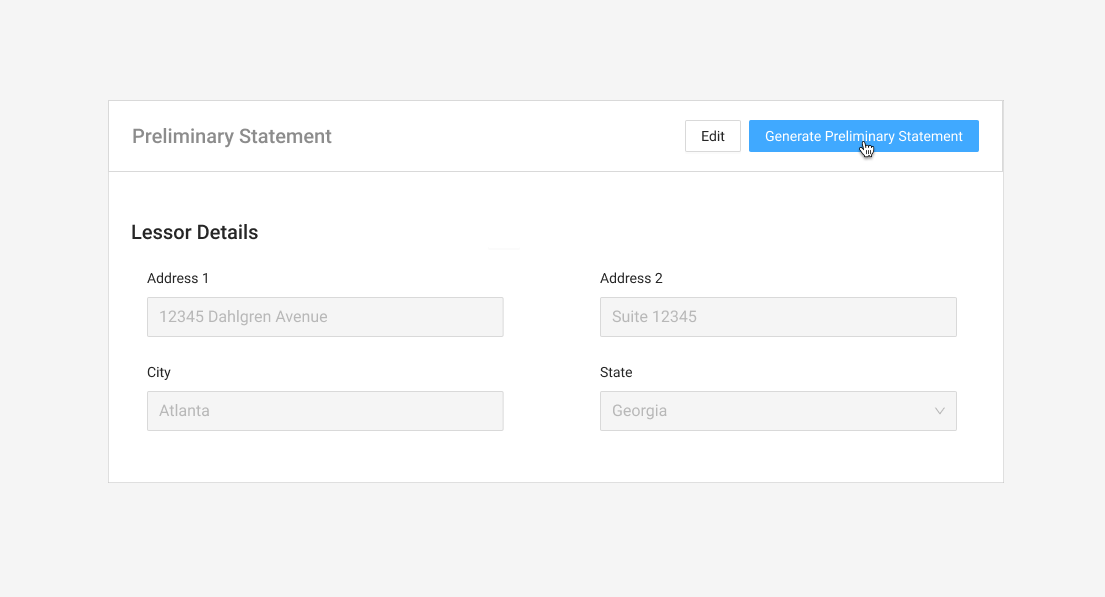 Preliminary Statement
Edit
Generate Preliminary Statement
Lessor Details
Address 1
Address 2
12345 Dahlgren Avenue
Suite 12345
City
State
Atlanta
Georgia